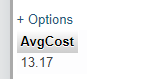 + Options
AvgCost
13.17